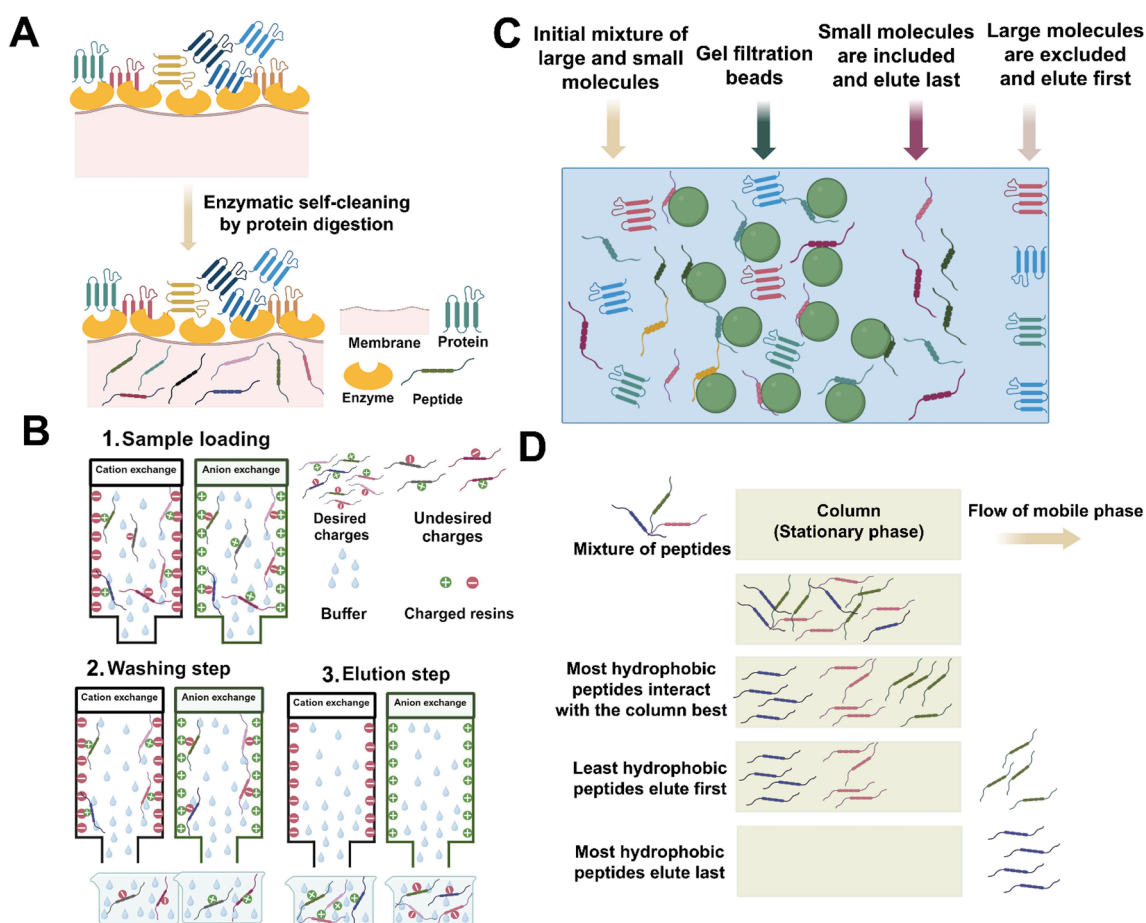 A
Enzymatic self-cleaning
by protein digestion
Membrane
Protein
Enzyme
Peptide
B
1. Sample loading
Cation exchange
Anion exchange
Desired
charges
Undesired
charges
Buffer
Charged resins
2. Washing step
Cation exchange
Anion exchange
3. Elution step
Cation exchange
Anion exchange
C
Initial mixture of
large and small
molecules
Gel filtration
beads
Small molecules
are included
and elute last
Large molecules
are excluded
and elute first
D
Mixture of peptides
Column
(Stationary phase)
Flow of mobile phase
Most hydrophobic
peptides interact
with the column best
Least hydrophobic
peptides elute first
Most hydrophobic
peptides elute last